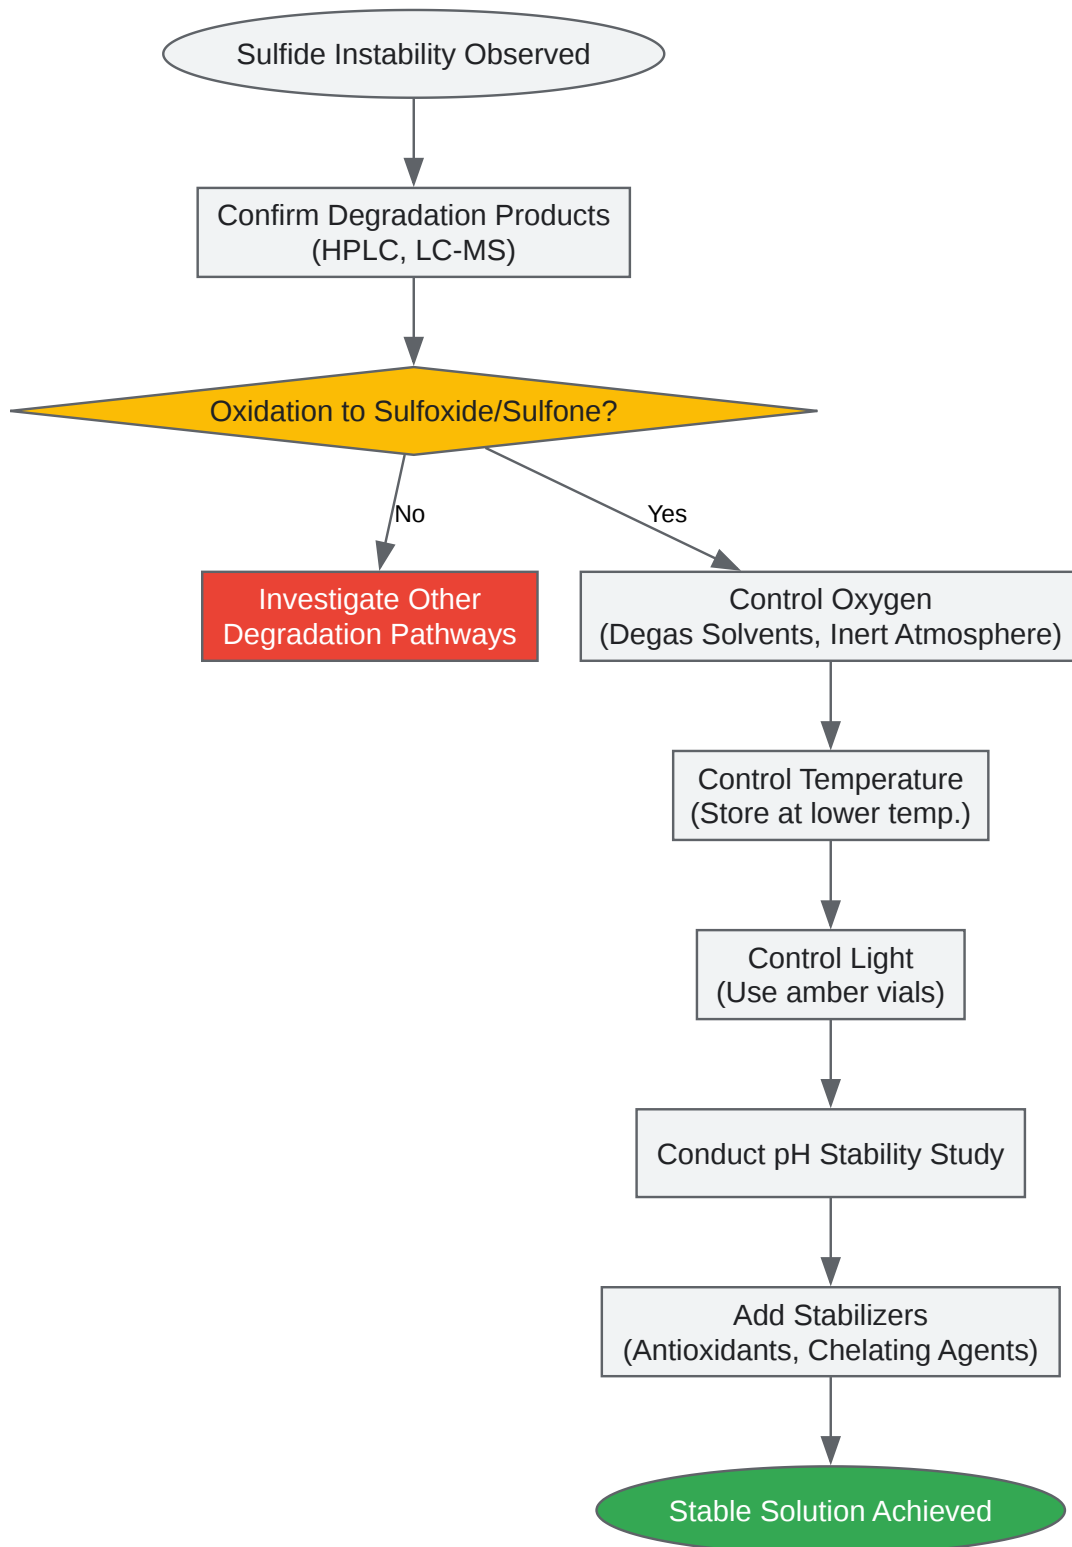 Sulfide Instability Observed
Confirm Degradation Products
(HPLC, LC-MS)
Oxidation to Sulfoxide/Sulfone?
No
Yes
Investigate Other
Degradation Pathways
Control Oxygen
(Degas Solvents, Inert Atmosphere)
Control Temperature
(Store at lower temp.)
Control Light
(Use amber vials)
Conduct pH Stability Study
Add Stabilizers
(Antioxidants, Chelating Agents)
Stable Solution Achieved